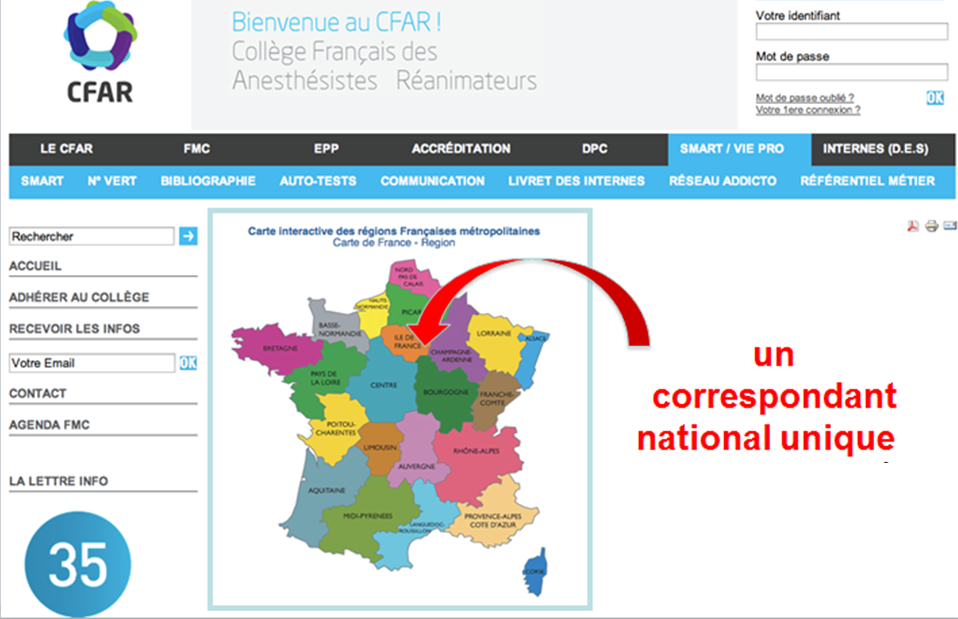 CFAR
Bienvenue au CFAR !
Collège Français des
Anesthésistes Réanimateurs
Votre identifiant
Mot de passe
Mot de passe oublié ?
OK
Votre 1ere connexion ?
LE CFAR FMC EPP ACCRÉDITATION DPC SMART / VIE PRO INTERNES (D.E.S)
SMART N° VERT BIBLIOGRAPHIE AUTO-TESTS COMMUNICATION LIVRET DES INTERNES RÉSEAU ADDICTO RÉFÉRENTIEL MÉTIER
Rechercher
ACCUEIL
ADHÉRER AU COLLÈGE
RECEVOIR LES INFOS
Votre Email OK
CONTACT
AGENDA FMC
LA LETTRE INFO
35
Carte interactive des régions Françaises métropolitaines
Carte de France - Region
NORD
PAS DE
CALAIS
HAUTE-
NORMANDIE
PICAR
BASSE-
NORMANDIE
ILE DE
FRANCE
CHAMPAGNE-
ARDENNE
LORRAINE
ALSACE
BRETAGNE
PAYS DE
LA LOIRE
CENTRE
BOURGOGNE
FRANCHE-
COMTE
POITOU-
CHARENTES
LIMOUSIN
AUVERGNE
RHÔNE-ALPES
AQUITAINE
MIDI-PYRENEES
LANGUEDOC-
ROUSSILLON
PROVENCE-ALPES
COTE D'AZUR
CORSE
un
correspondant
national unique